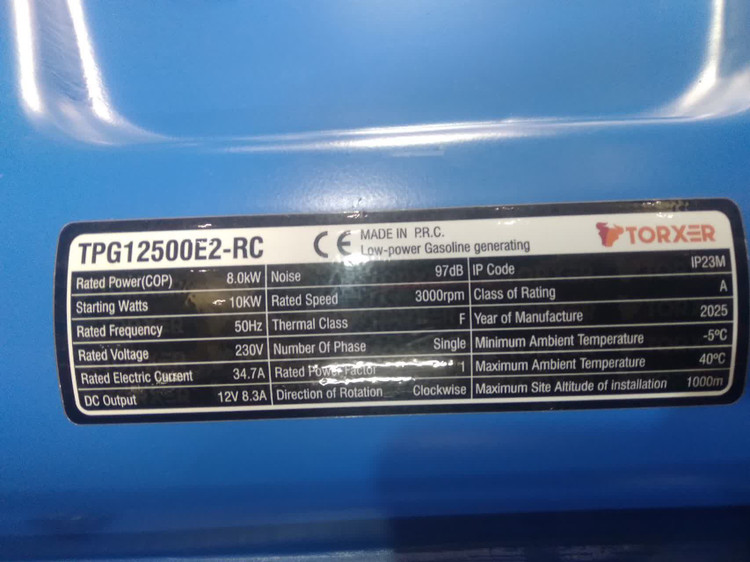 TPG12500E2-RC
CE MADE IN P.R.C.
Low-power Gasoline generating
TORXER
Rated Power(COP) 8.0kW
Starting Watts 10KW
Rated Frequency 50Hz
Rated Voltage 230V
Rated Electric Current 34.7A
DC Output 12V 8.3A
Noise 97dB
Rated Speed 3000rpm
Thermal Class F
Number Of Phase Single
Rated Power Factor 1
Direction of Rotation Clockwise
IP Code IP23M
Class of Rating A
Year of Manufacture 2025
Minimum Ambient Temperature -5ºC
Maximum Ambient Temperature 40ºC
Maximum Site Altitude of installation 1000m